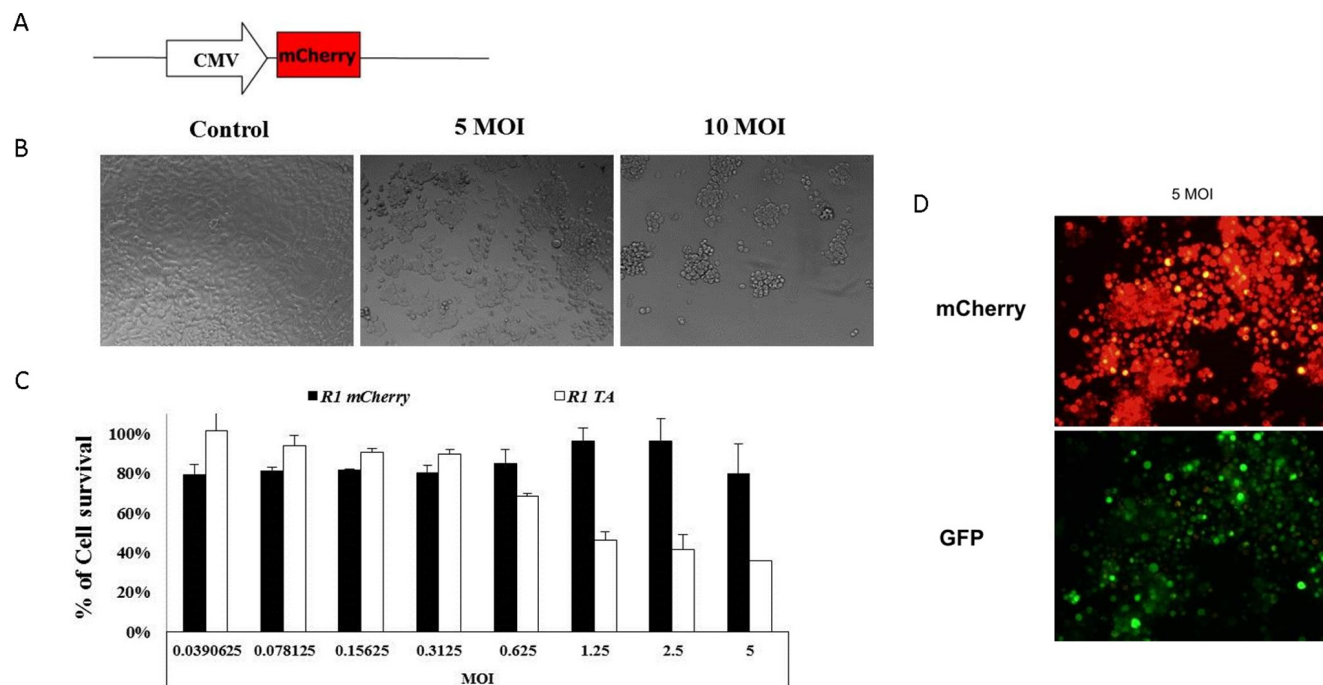 A
CMV mCherry
Control 5 MOI 10 MOI
B
D
5 MOI
mCherry
GFP
C
R1 mCherry R1 TA
% of Cell survival
100%
80%
60%
40%
20%
0%
0.0390625 0.078125 0.15625 0.3125 0.625 1.25 2.5 5
MOI